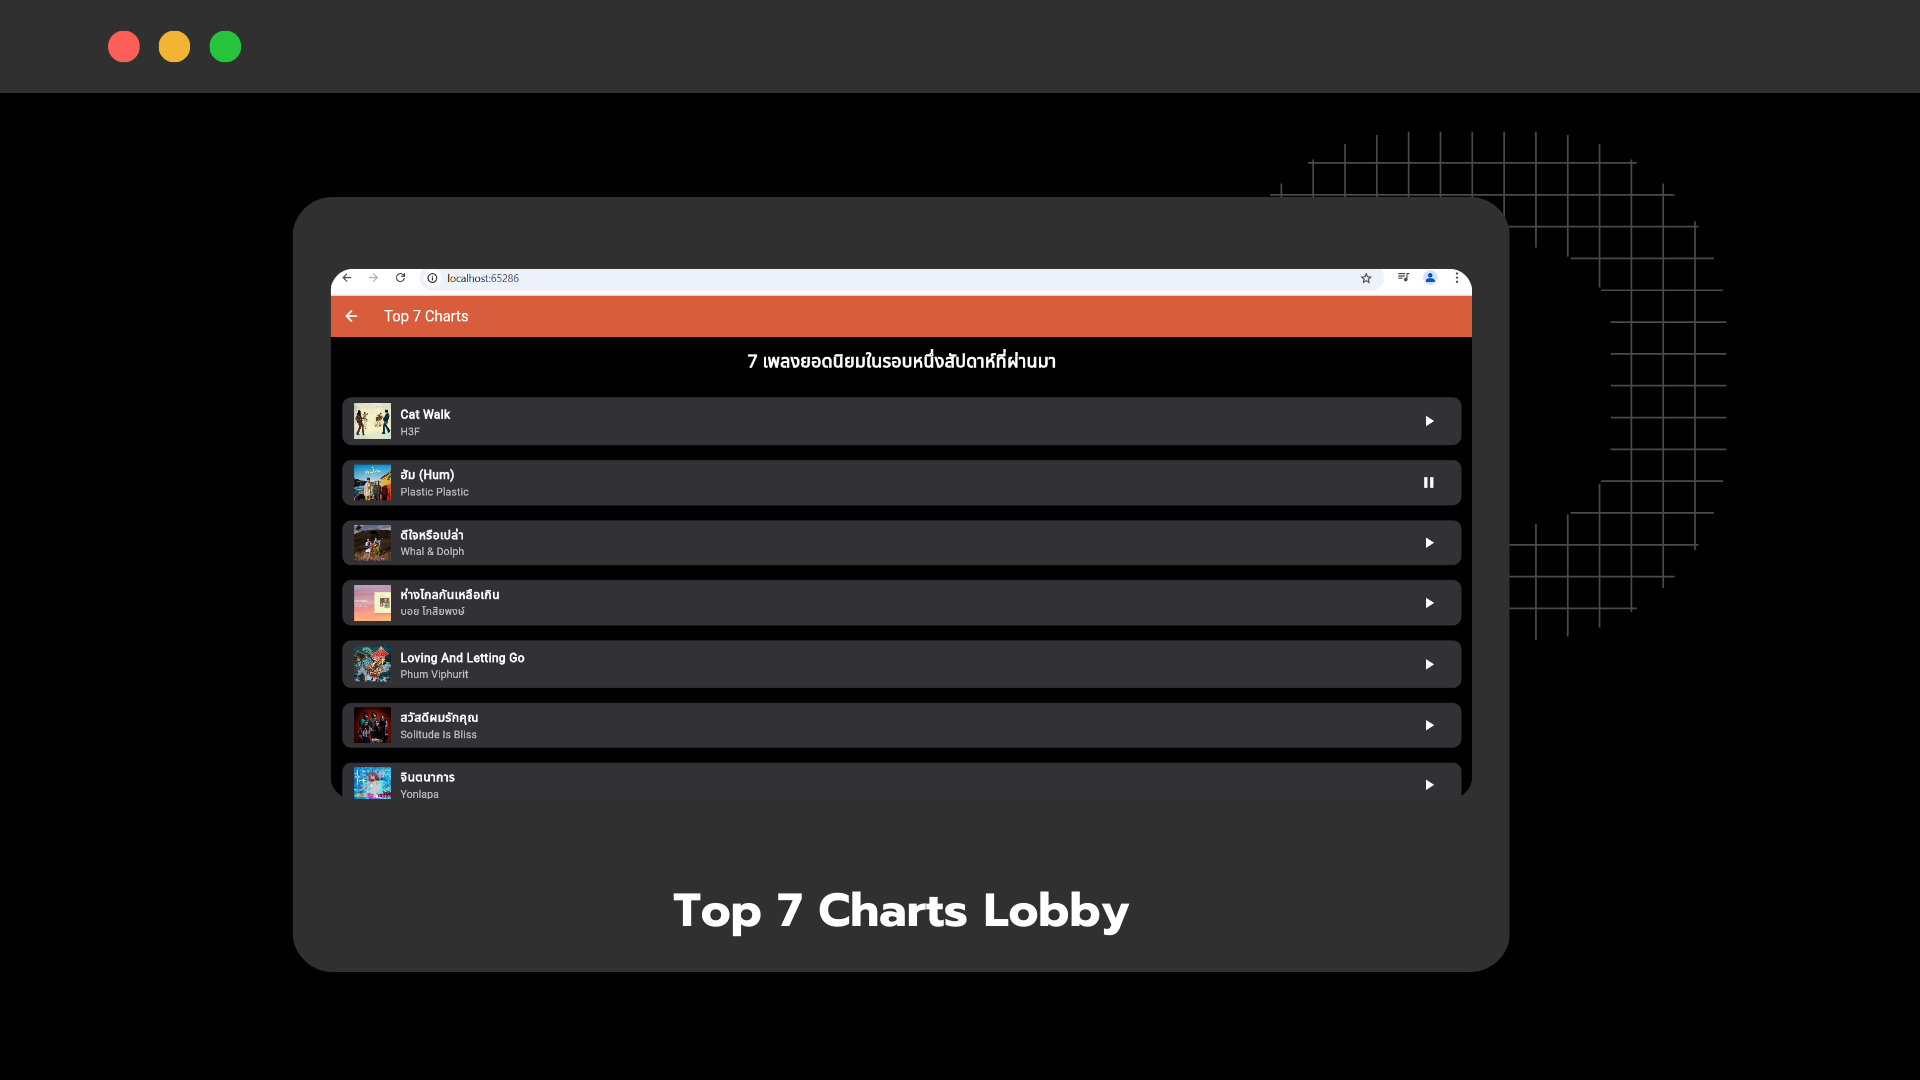 localhost:65286
Top 7 Charts
7 เพลงยอดนิยมในรอบหนึ่งสัปดาห์ที่ผ่านมา
Cat Walk
H3F
ฮัม (Hum)
Plastic Plastic
ดีใจหรือเปล่า
Whal & Dolph
ห่างไกลกันเหลือเกิน
บอย โกสิยพงษ์
Loving And Letting Go
Phum Viphurit
สวัสดีผมรักคุณ
Solitude Is Bliss
จินตนาการ
Yonlapa
Top 7 Charts Lobby